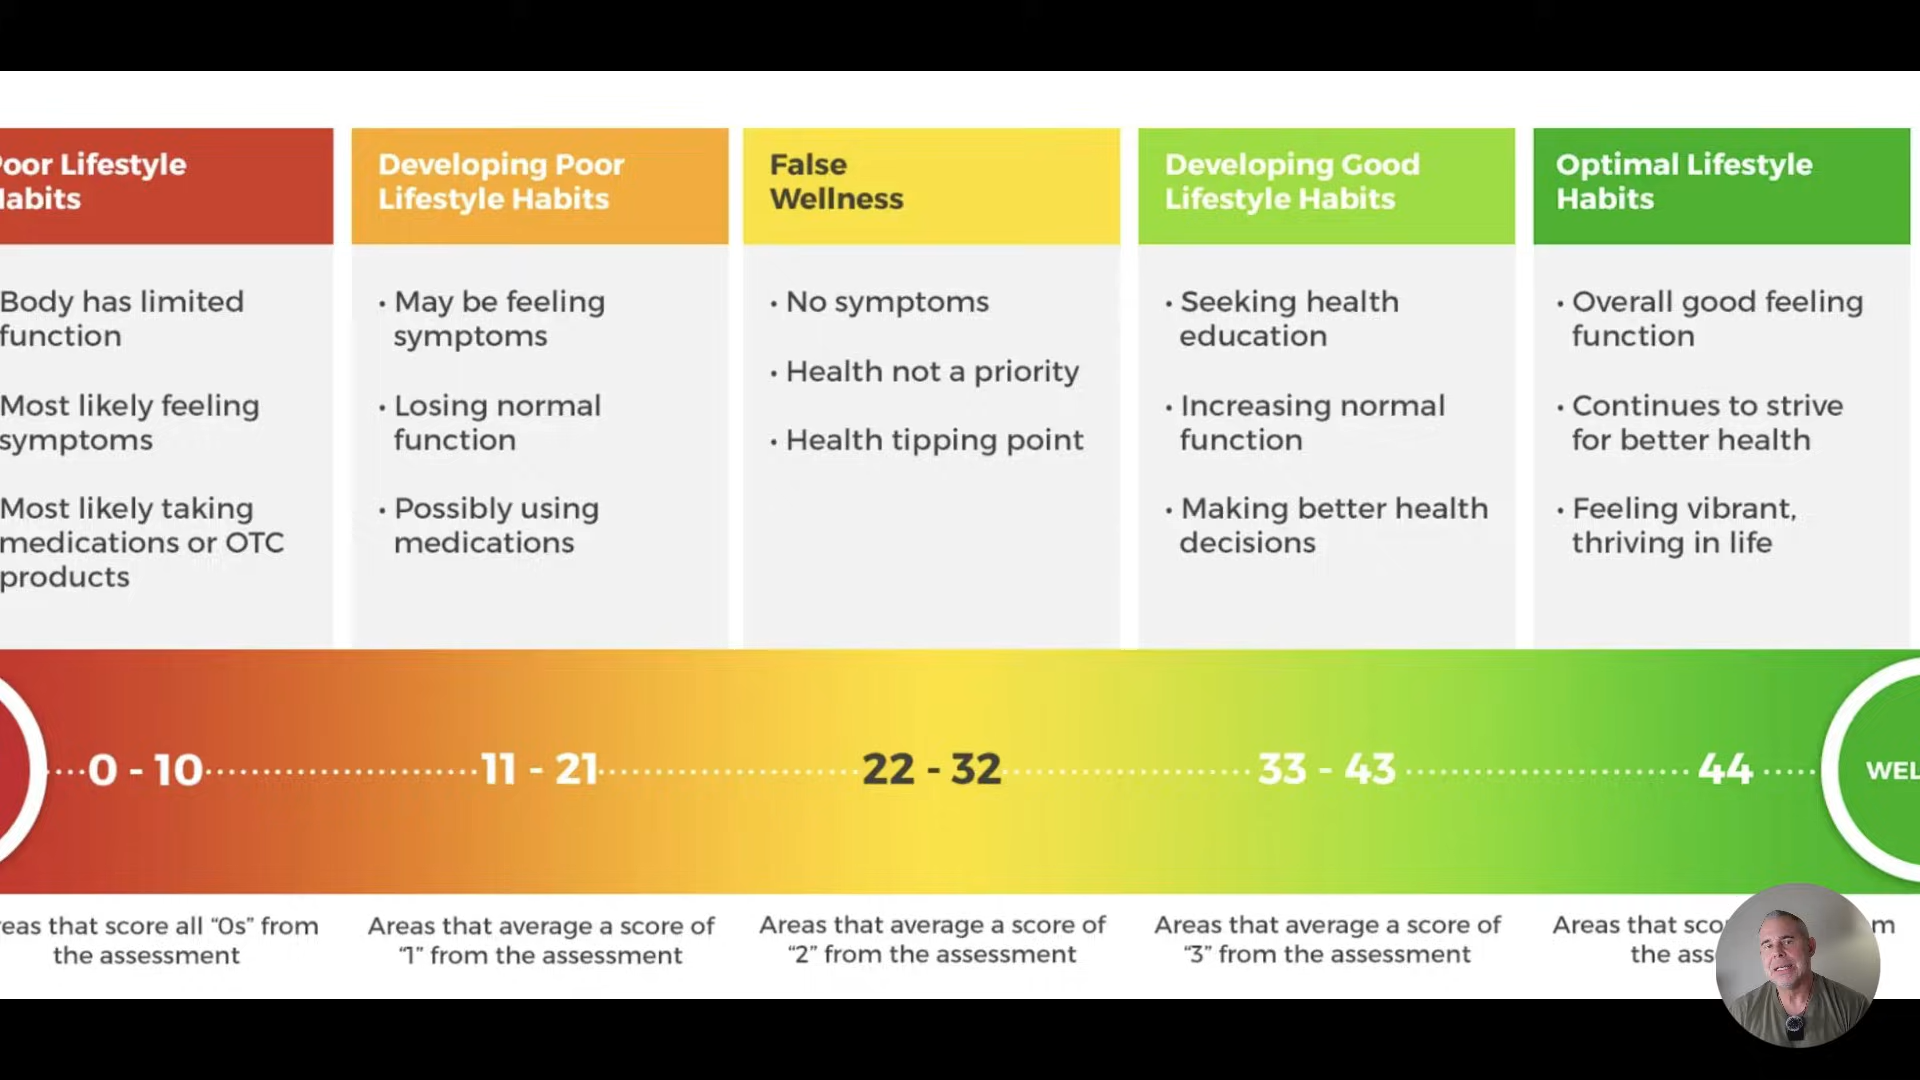 oor Lifestyle
abits
Body has limited
function
Most likely feeling
symptoms
Most likely taking
medications or OTC
products
Developing Poor
Lifestyle Habits
• May be feeling
symptoms
• Losing normal
function
• Possibly using
medications
False
Wellness
• No symptoms
• Health not a priority
• Health tipping point
Developing Good
Lifestyle Habits
• Seeking health
education
• Increasing normal
function
• Making better health
decisions
Optimal Lifestyle
Habits
• Overall good feeling
function
• Continues to strive
for better health
• Feeling vibrant,
thriving in life
0 - 10
11 - 21
22 - 32
33 - 43
44
WEL
eas that score all “0s” from
the assessment
Areas that average a score of
“1” from the assessment
Areas that average a score of
“2” from the assessment
Areas that average a score of
“3” from the assessment
Areas that sco m
the ass